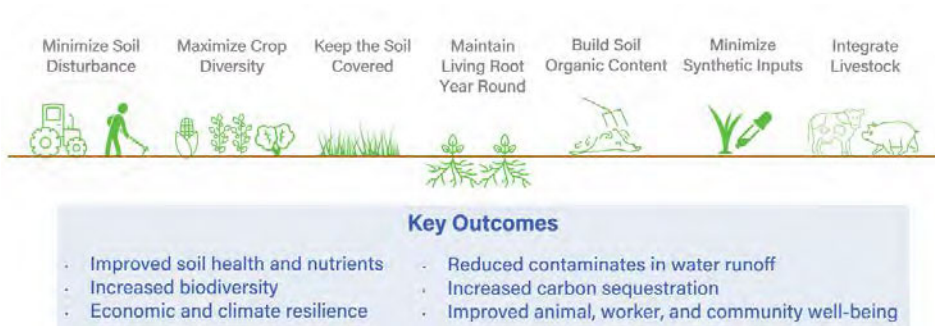 Minimize Soil
Disturbance
Maximize Crop
Diversity
Keep the Soil
Covered
Maintain
Living Root
Year Round
Build Soil
Organic Content
Minimize
Synthetic Inputs
Integrate
Livestock
Key Outcomes
· Improved soil health and nutrients
· Increased biodiversity
· Economic and climate resilience
· Reduced contaminates in water runoff
· Increased carbon sequestration
· Improved animal, worker, and community well-being